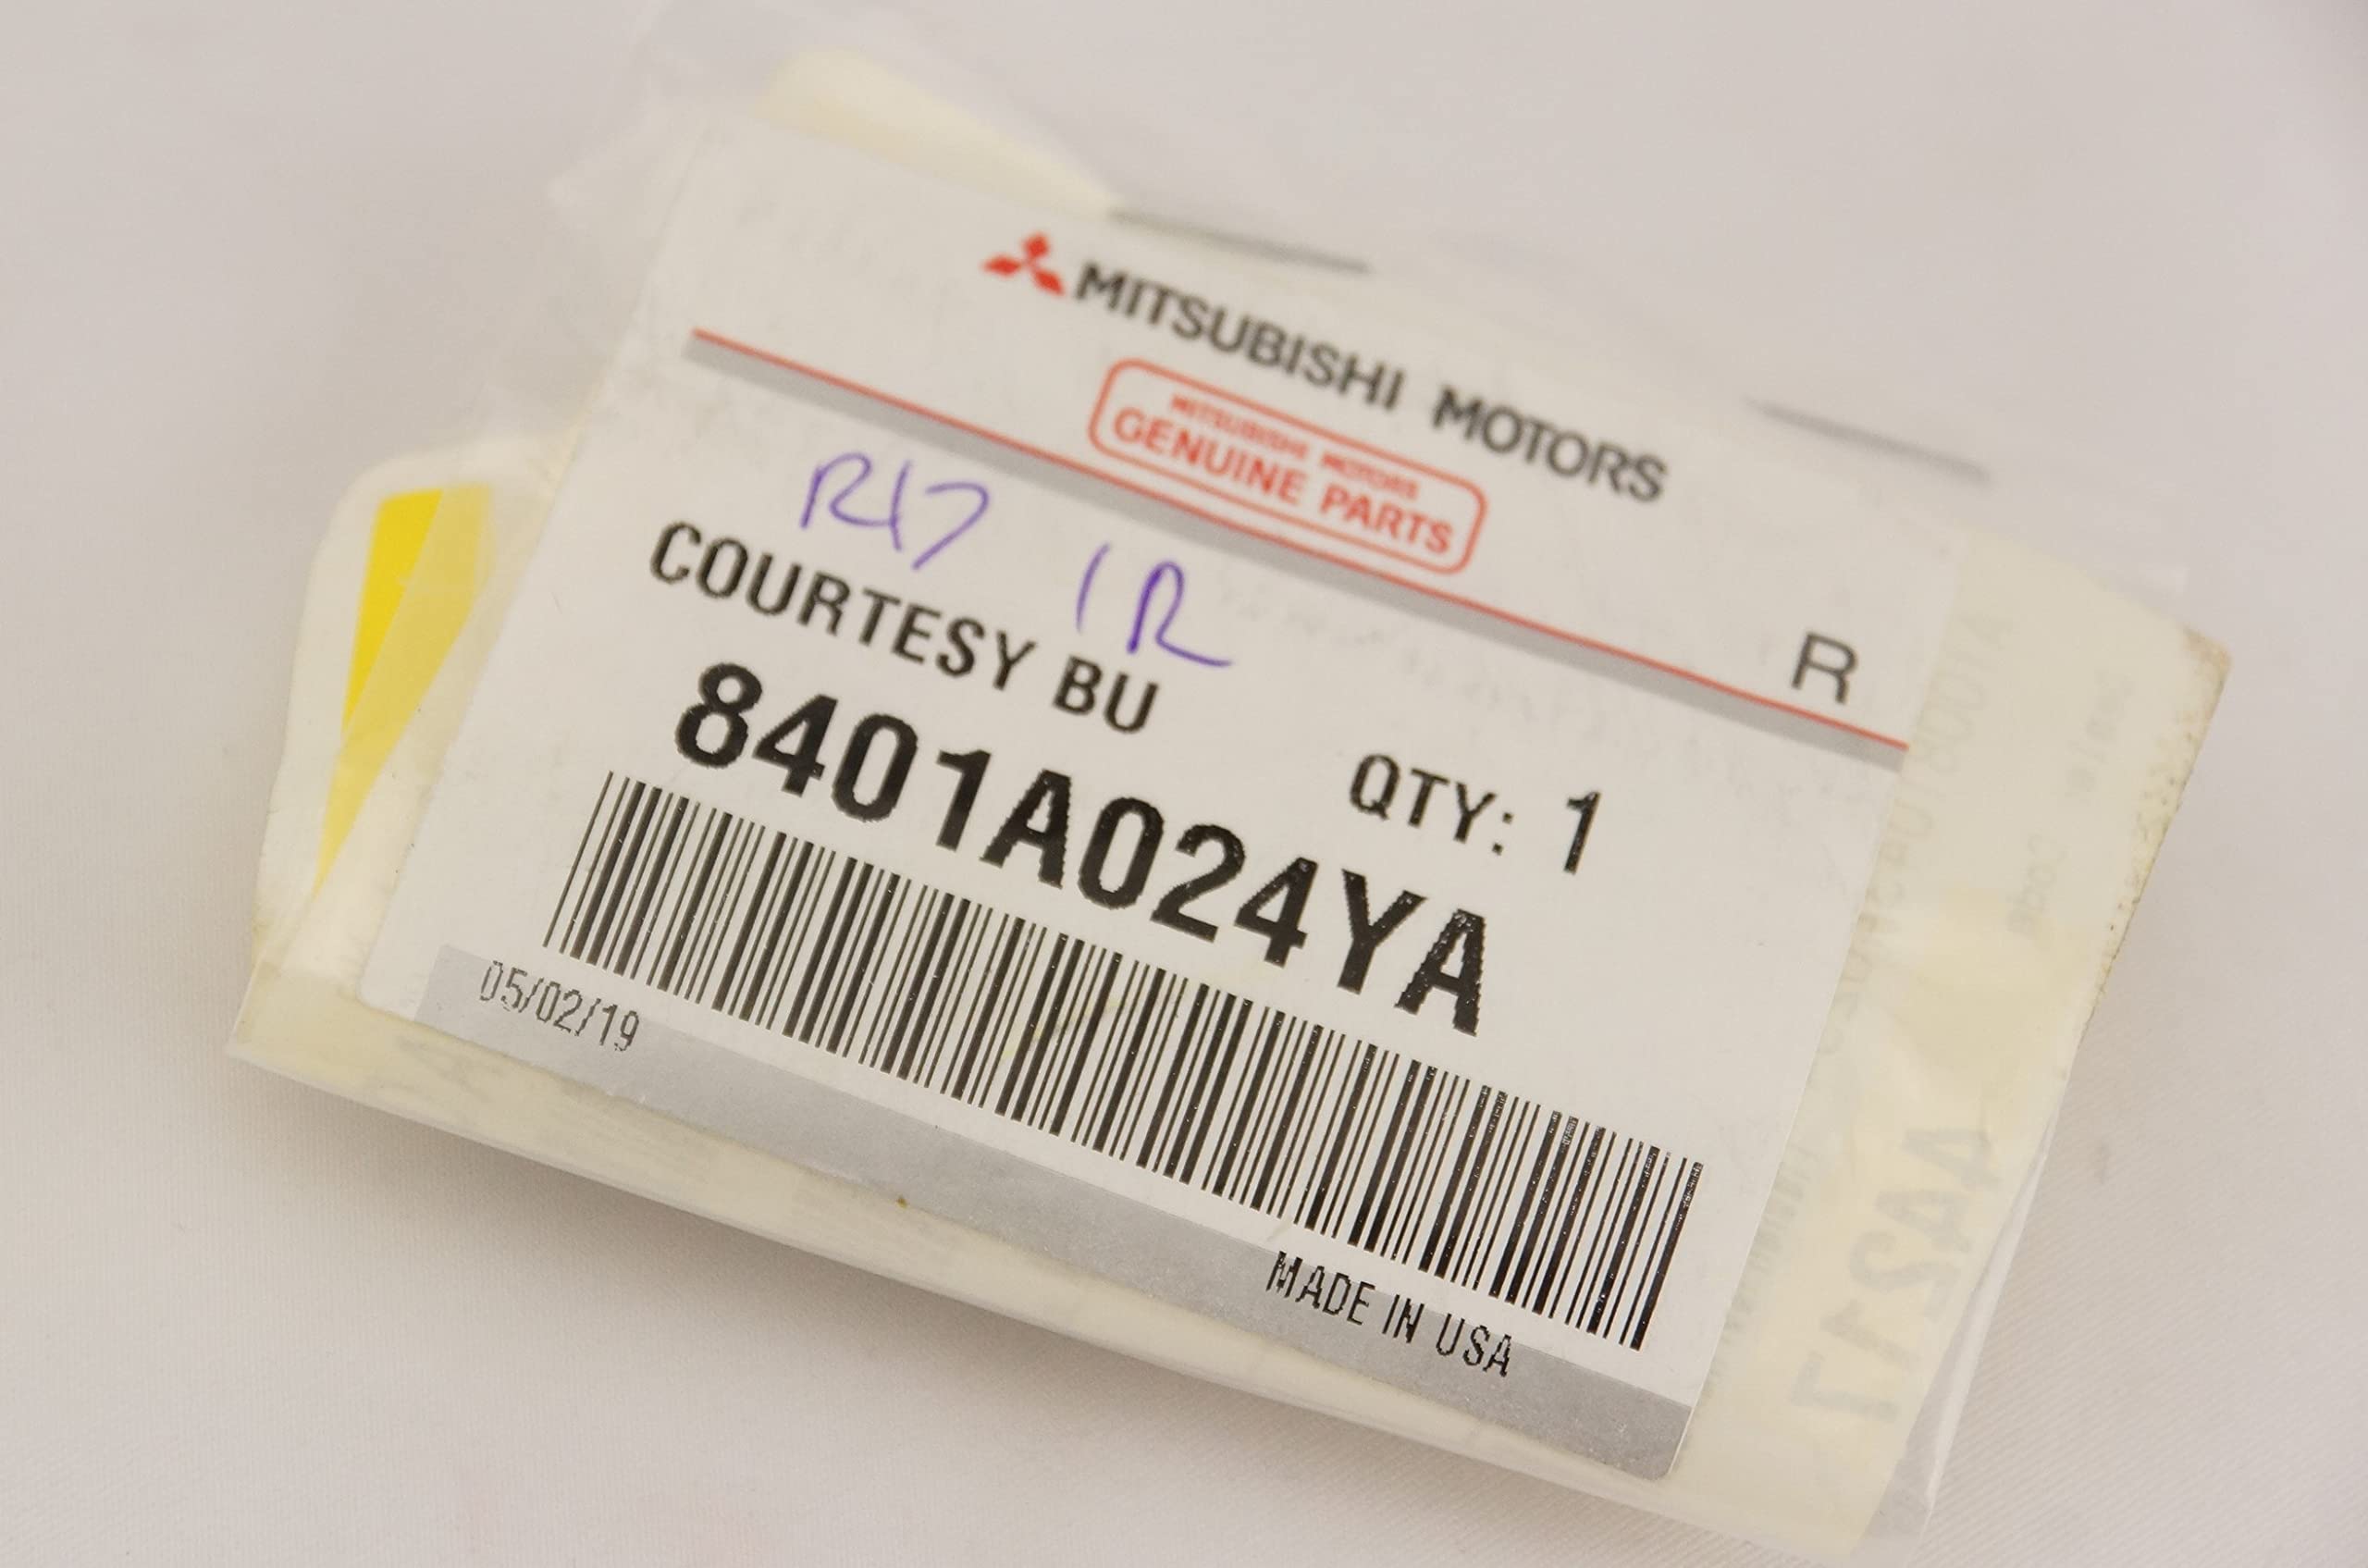 MITSUBISHI MOTORS
MITSUBISHI MOTORS
GENUINE PARTS
R17 1R
R
COURTESY BU
QTY: 1
8401A024YA
05/02/19
MADE IN USA
44217